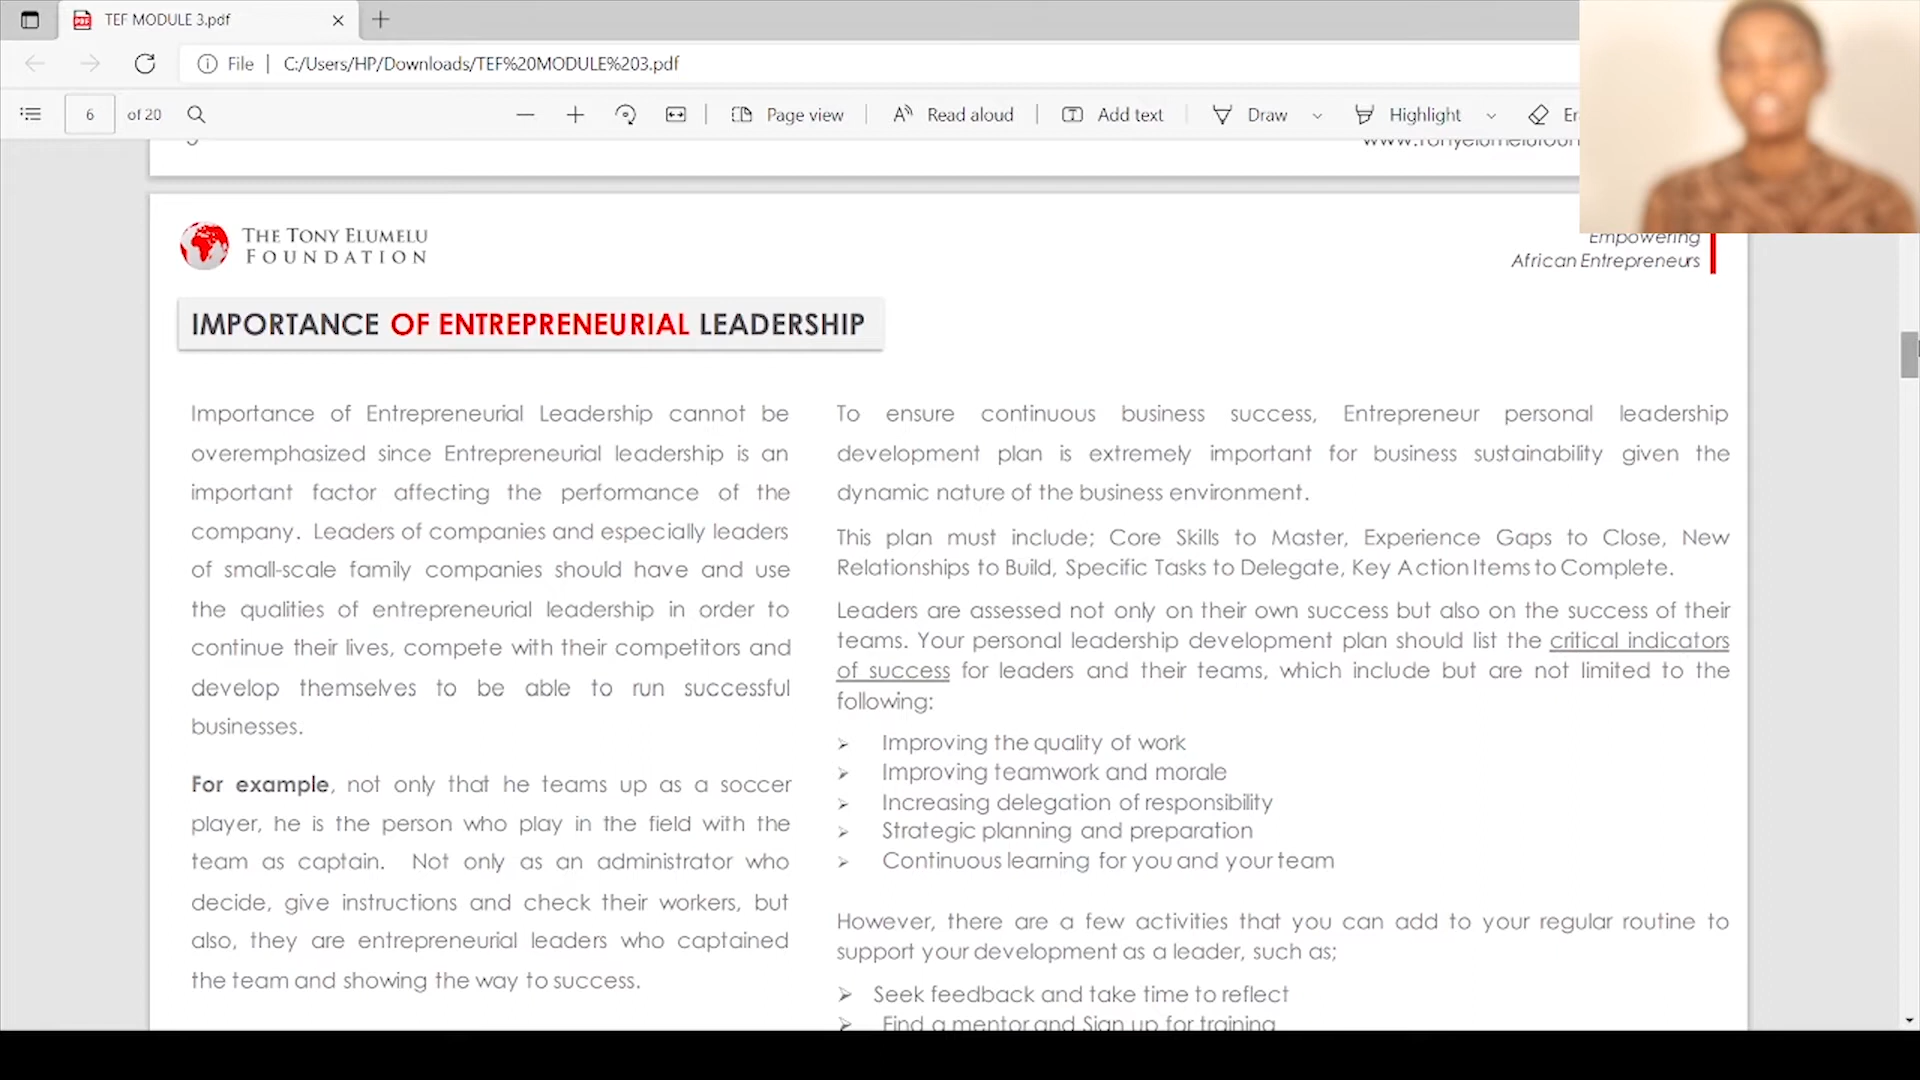 TEF MODULE 3.pdf
File
C:/Users/HP/Downloads/TEF%20MODULE%203.pdf
6 of 20
Page view
Read aloud
Add text
Draw
Highlight
THE TONY ELUMELU
FOUNDATION
Empowering
African Entrepreneurs
IMPORTANCE OF ENTREPRENEURIAL LEADERSHIP
Importance of Entrepreneurial Leadership cannot be
overemphasized since Entrepreneurial leadership is an
important factor affecting the performance of the
company. Leaders of companies and especially leaders
of small-scale family companies should have and use
the qualities of entrepreneurial leadership in order to
continue their lives, compete with their competitors and
develop themselves to be able to run successful
businesses.
For example, not only that he teams up as a soccer
player, he is the person who play in the field with the
team as captain. Not only as an administrator who
decide, give instructions and check their workers, but
also, they are entrepreneurial leaders who captained
the team and showing the way to success.
To ensure continuous business success, Entrepreneur personal leadership
development plan is extremely important for business sustainability given the
dynamic nature of the business environment.
This plan must include; Core Skills to Master, Experience Gaps to Close, New
Relationships to Build, Specific Tasks to Delegate, Key Action Items to Complete.
Leaders are assessed not only on their own success but also on the success of their
teams. Your personal leadership development plan should list the critical indicators
of success for leaders and their teams, which include but are not limited to the
following:
Improving the quality of work
Improving teamwork and morale
Increasing delegation of responsibility
Strategic planning and preparation
Continuous learning for you and your team
However, there are a few activities that you can add to your regular routine to
support your development as a leader, such as;
Seek feedback and take time to reflect
Find a mentor and Sign up for training